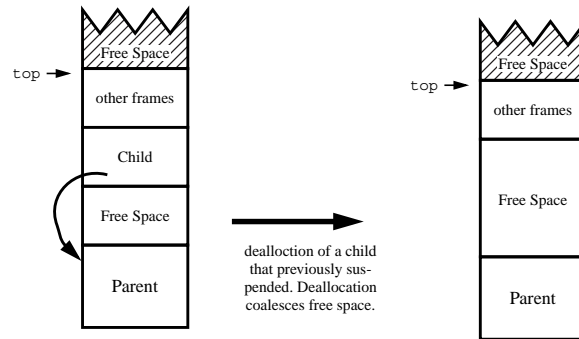 Free Space
top
other frames
Child
Free Space
Parent
dealloction of a child
that previously sus-
pended. Deallocation
coalesces free space.
Free Space
top
other frames
Free Space
Parent